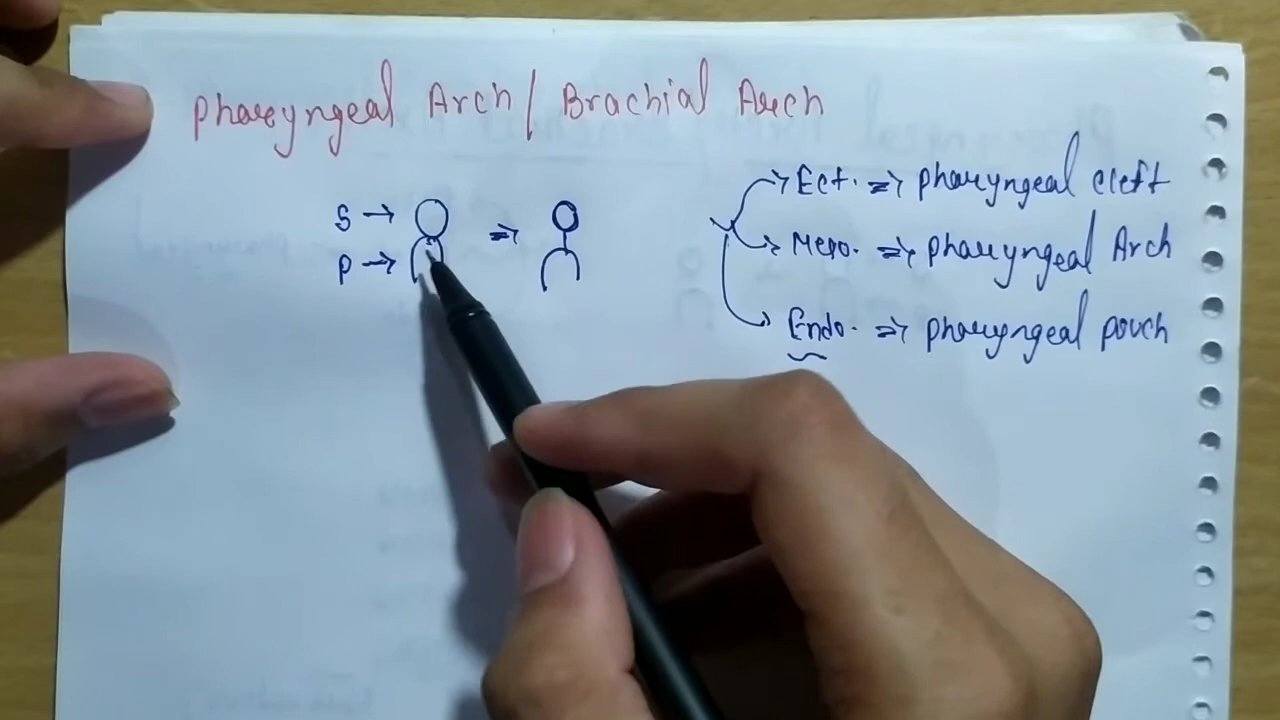 Pharyngeal Arch / Brachial Arch
S →
P →
⇒
Ect. ⇒ pharyngeal cleft
Meso. ⇒ pharyngeal Arch
Endo. ⇒ pharyngeal pouch